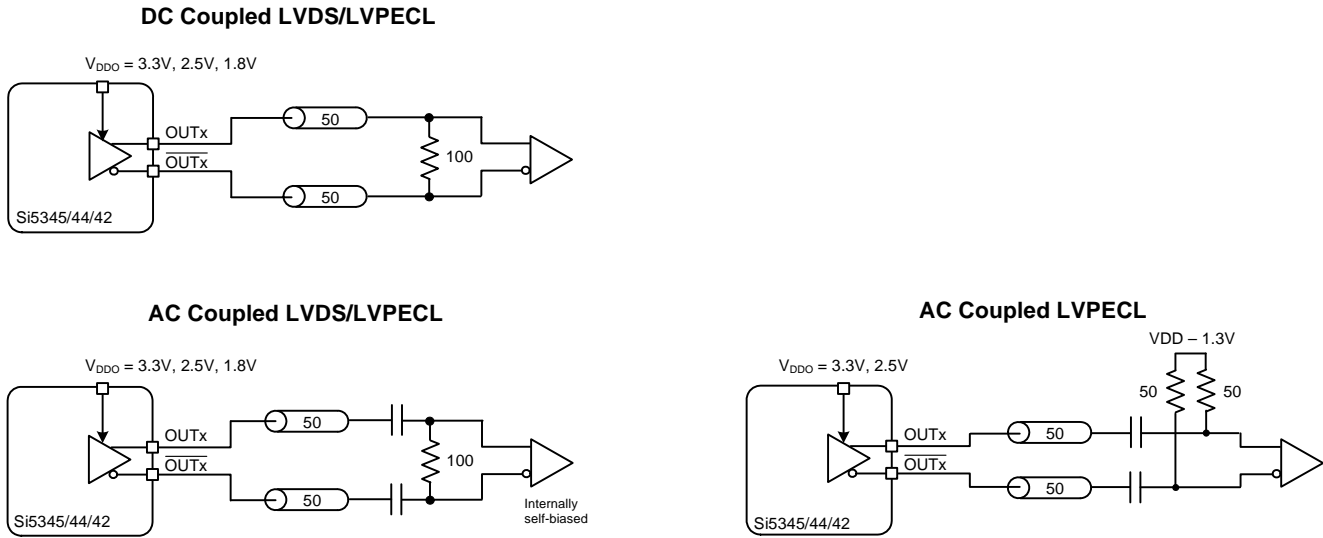 DC Coupled LVDS/LVPECL
VDDO = 3.3V, 2.5V, 1.8V
OUTx
50
100
OUTx
50
Si5345/44/42
AC Coupled LVDS/LVPECL
VDDO = 3.3V, 2.5V, 1.8V
OUTx
50
100
OUTx
50
Internally
self-biased
Si5345/44/42
AC Coupled LVPECL
VDD – 1.3V
VDDO = 3.3V, 2.5V
50
50
OUTx
50
OUTx
50
Si5345/44/42